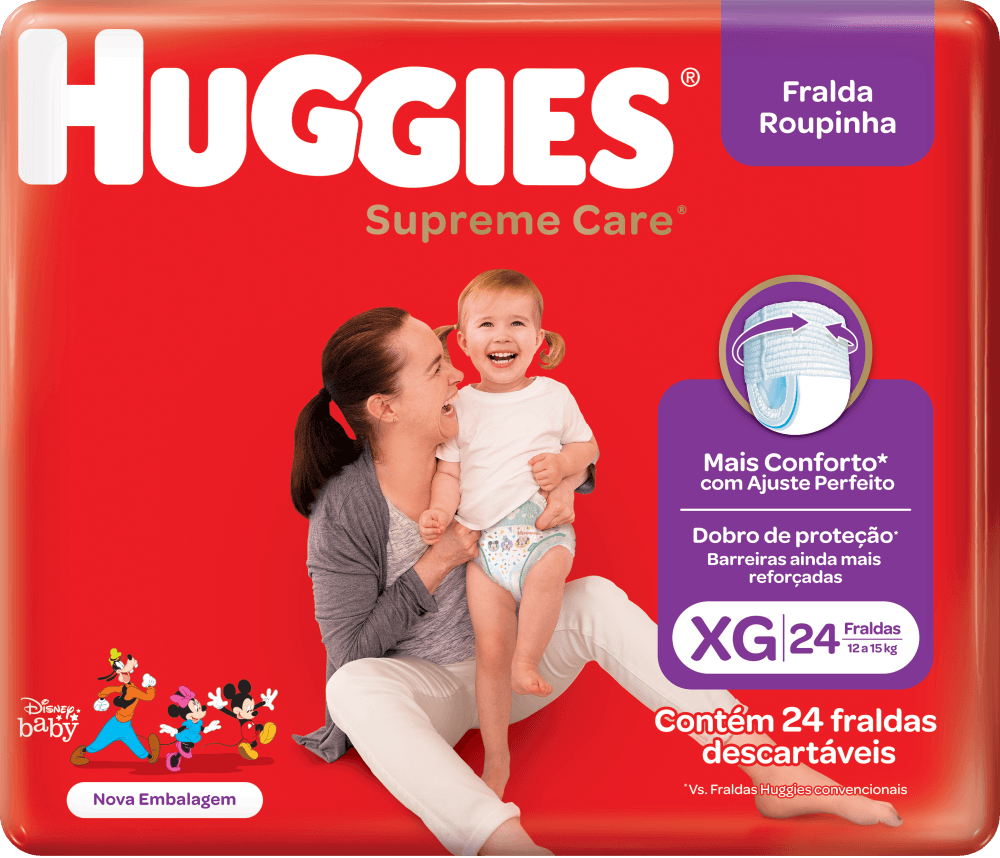 HUGGIES®
Supreme Care®
Fralda
Roupinha
Mais Conforto*
com Ajuste Perfeito
Dobro de proteção*
Barreiras ainda mais
reforçadas
XG 24 Fraldas
12 a 15 kg
Contém 24 fraldas
descartáveis
*Vs. Fraldas Huggies convencionais
Disney
baby
Nova Embalagem